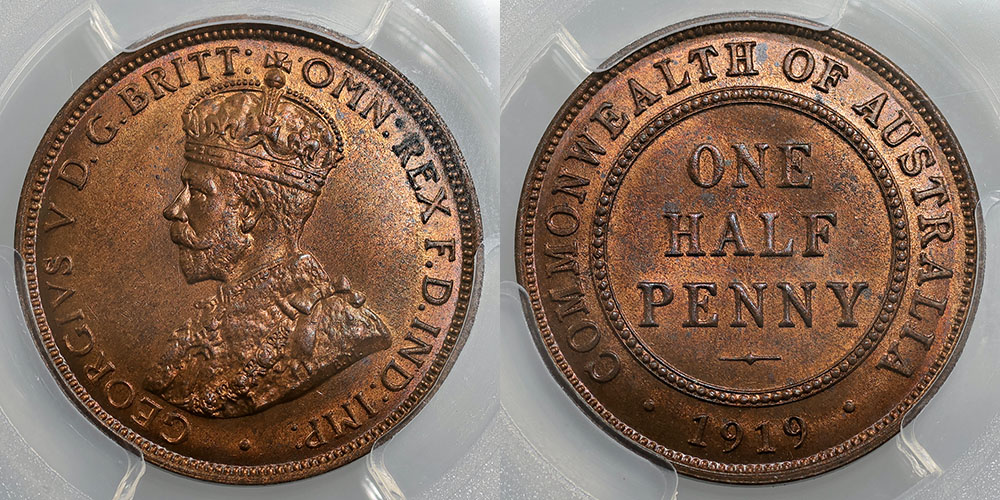 GEORGIVS V D.G.BRITT: OMN: REX F.D.IND: IMP:
COMMONWEALTH OF AUSTRALIA
ONE
HALF
PENNY
· 1919 ·